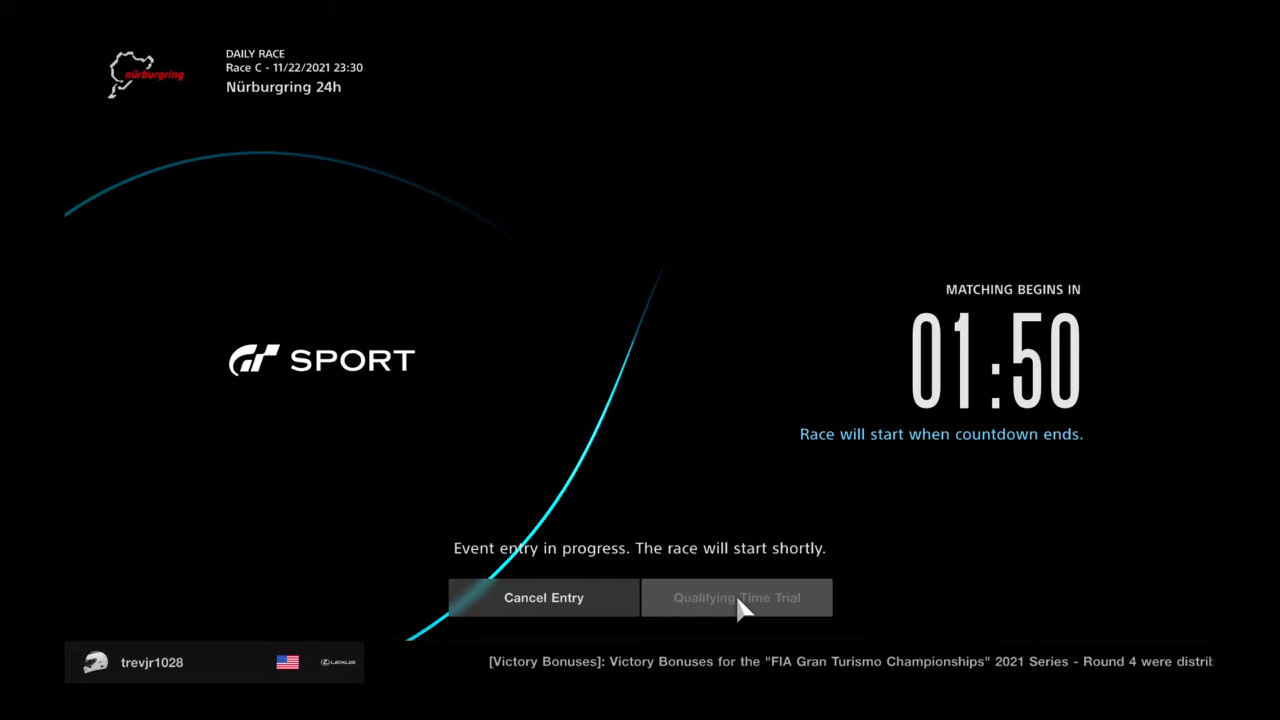 nürburgring
DAILY RACE
Race C - 11/22/2021 23:30
Nürburgring 24h
GT SPORT
MATCHING BEGINS IN
01:50
Race will start when countdown ends.
Event entry in progress. The race will start shortly.
Cancel Entry
Qualifying Time Trial
trevjr1028
LEXUS
[Victory Bonuses]: Victory Bonuses for the "FIA Gran Turismo Championships" 2021 Series - Round 4 were distrib